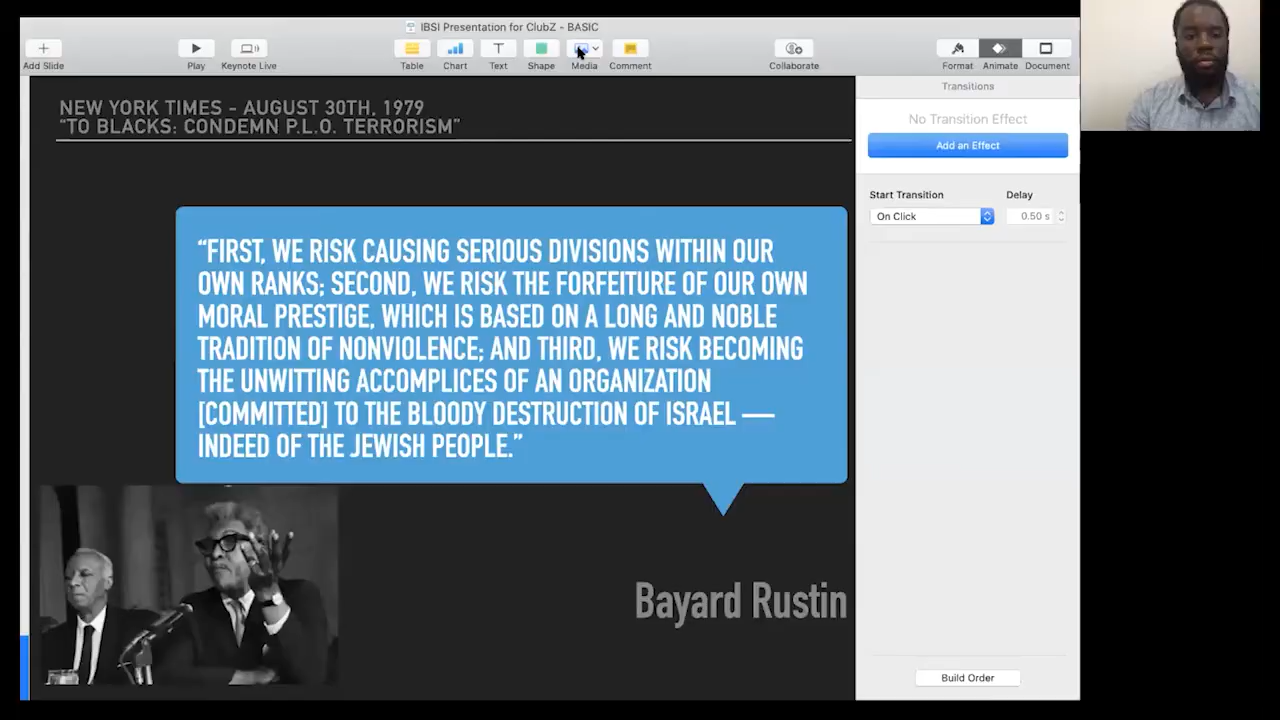 IBSI Presentation for ClubZ - BASIC
Add Slide
Play
Keynote Live
Table
Chart
Text
Shape
Media
Comment
Collaborate
Format
Animate
Document
NEW YORK TIMES - AUGUST 30TH, 1979
“TO BLACKS: CONDEMN P.L.O. TERRORISM”
“FIRST, WE RISK CAUSING SERIOUS DIVISIONS WITHIN OUR
OWN RANKS; SECOND, WE RISK THE FORFEITURE OF OUR OWN
MORAL PRESTIGE, WHICH IS BASED ON A LONG AND NOBLE
TRADITION OF NONVIOLENCE; AND THIRD, WE RISK BECOMING
THE UNWITTING ACCOMPLICES OF AN ORGANIZATION
[COMMITTED] TO THE BLOODY DESTRUCTION OF ISRAEL —
INDEED OF THE JEWISH PEOPLE.”
Bayard Rustin
Transitions
No Transition Effect
Add an Effect
Start Transition
Delay
On Click
0.50 s
Build Order